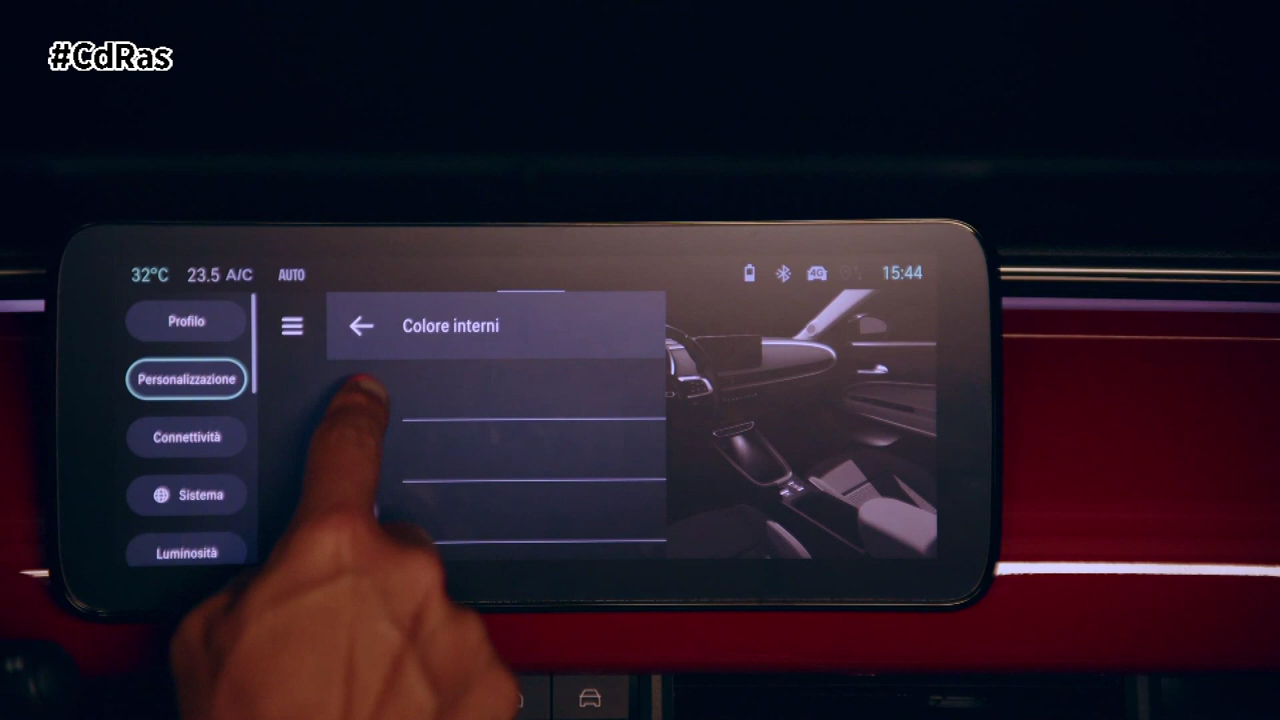 #CdRas
32°C 23.5 A/C AUTO 4G 15:44
Profilo
Colore interni
Personalizzazione
Connettività
Sistema
Luminosità